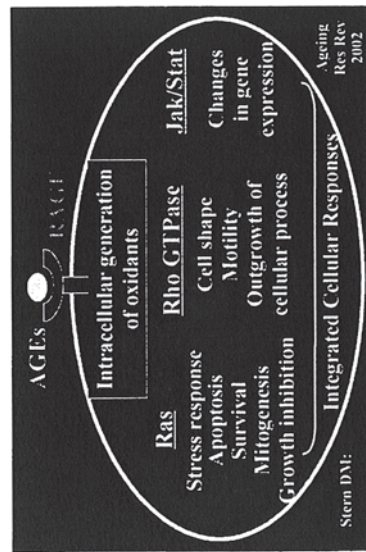 AGEs
RAGE
Intracellular generation
of oxidants
Ras
Stress response
Apoptosis
Survival
Mitogenesis
Growth inhibition
Rho GTPase
Cell shape
Motility
Outgrowth of
cellular process
Jak/Stat
Changes
in gene
expression
Integrated Cellular Responses
Stern DM:
Ageing
Res Rev
2002